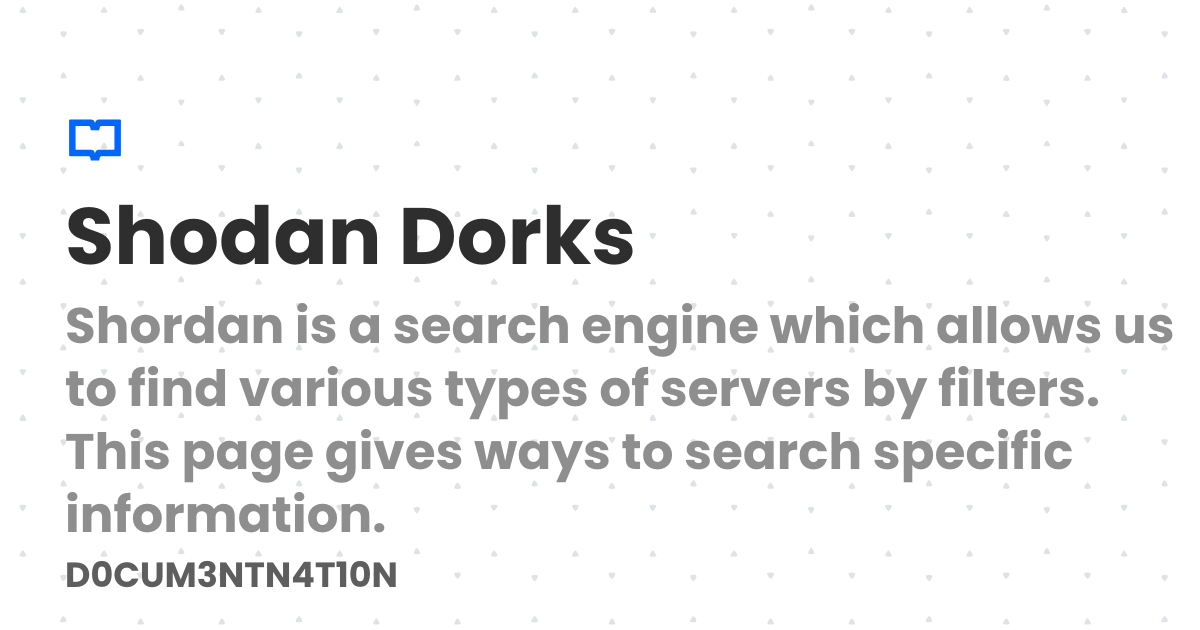 Shodan Dorks
Shordan is a search engine which allows us
to find various types of servers by filters.
This page gives ways to search specific
information.
D0CUM3NTN4T10N